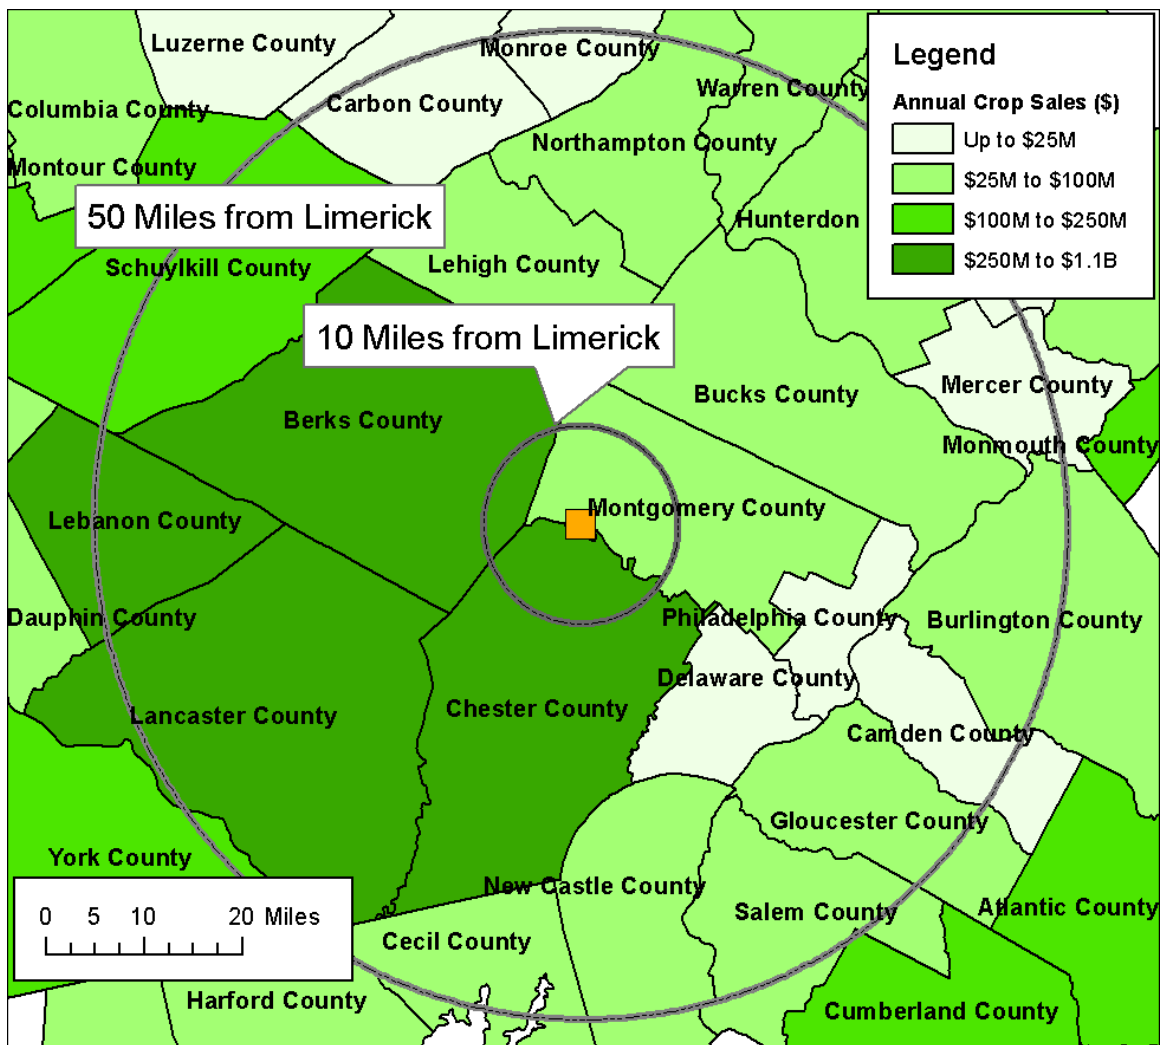 Luzerne County
Monroe County
Legend
Warren County
Carbon County
Annual Crop Sales ($)
Columbia County
Up to $25M
Northampton County
Montour County
$25M to $100M
50 Miles from Limerick
Hunterdon
$100M to $250M
Schuylkill County
Lehigh County
$250M to $1.1B
10 Miles from Limerick
Mercer County
Bucks County
Berks County
Monmouth County
Montgomery County
Lebanon County
Dauphin County
Philadelphia County
Burlington County
Delaware County
Chester County
Lancaster County
Camden County
Gloucester County
York County
New Castle County
Atlantic County
Salem County
0 5 10 20 Miles
Cecil County
Harford County
Cumberland County